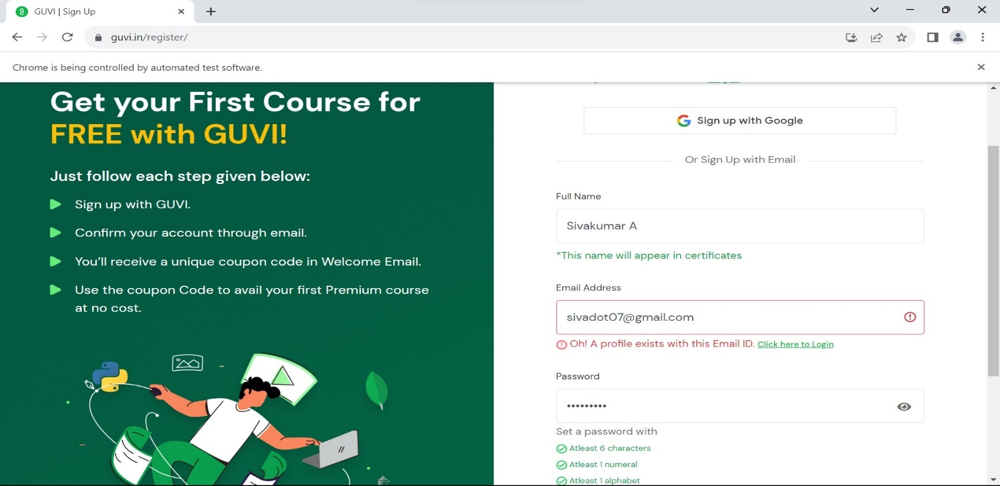 GUVI | Sign Up
guvi.in/register/
Chrome is being controlled by automated test software.
Get your First Course for
FREE with GUVI!
Just follow each step given below:
Sign up with GUVI.
Confirm your account through email.
You'll receive a unique coupon code in Welcome Email.
Use the coupon Code to avail your first Premium course
at no cost.
Sign up with Google
Or Sign Up with Email
Full Name
Sivakumar A
*This name will appear in certificates
Email Address
sivadot07@gmail.com
Oh! A profile exists with this Email ID. Click here to Login
Password
•••••••••
Set a password with
Atleast 6 characters
Atleast 1 numeral
Atleast 1 alphabet